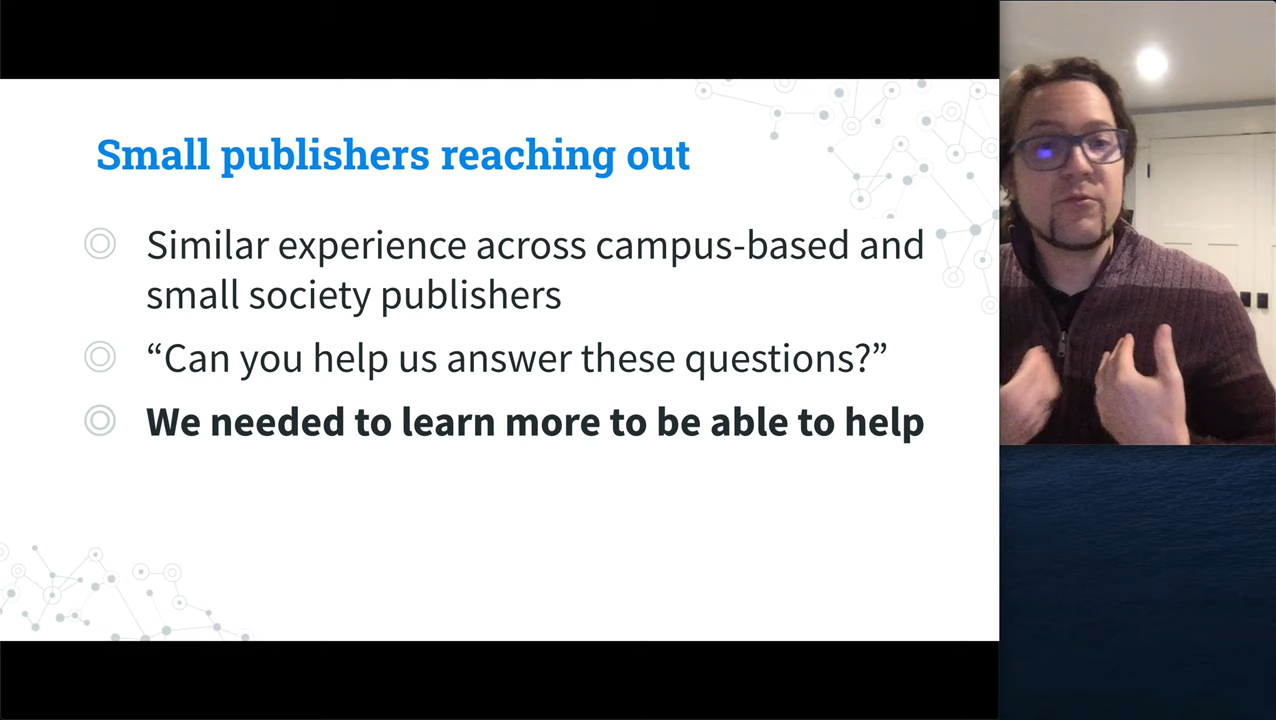 Small publishers reaching out
Similar experience across campus-based and
small society publishers
“Can you help us answer these questions?”
We needed to learn more to be able to help